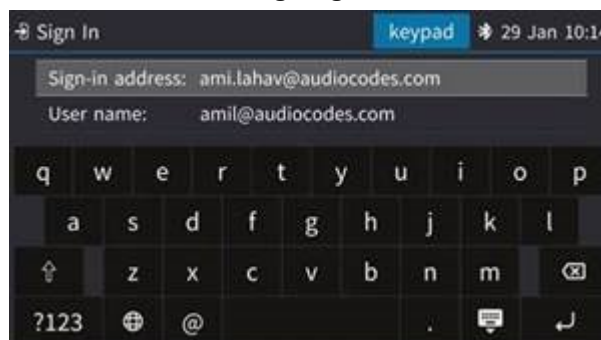 Sign In keypad 29 Jan 10:14
Sign-in address: ami.lahav@audiocodes.com
User name: amil@audiocodes.com
q w e r t y u i o p
a s d f g h j k l
z x c v b n m
?123 @ .